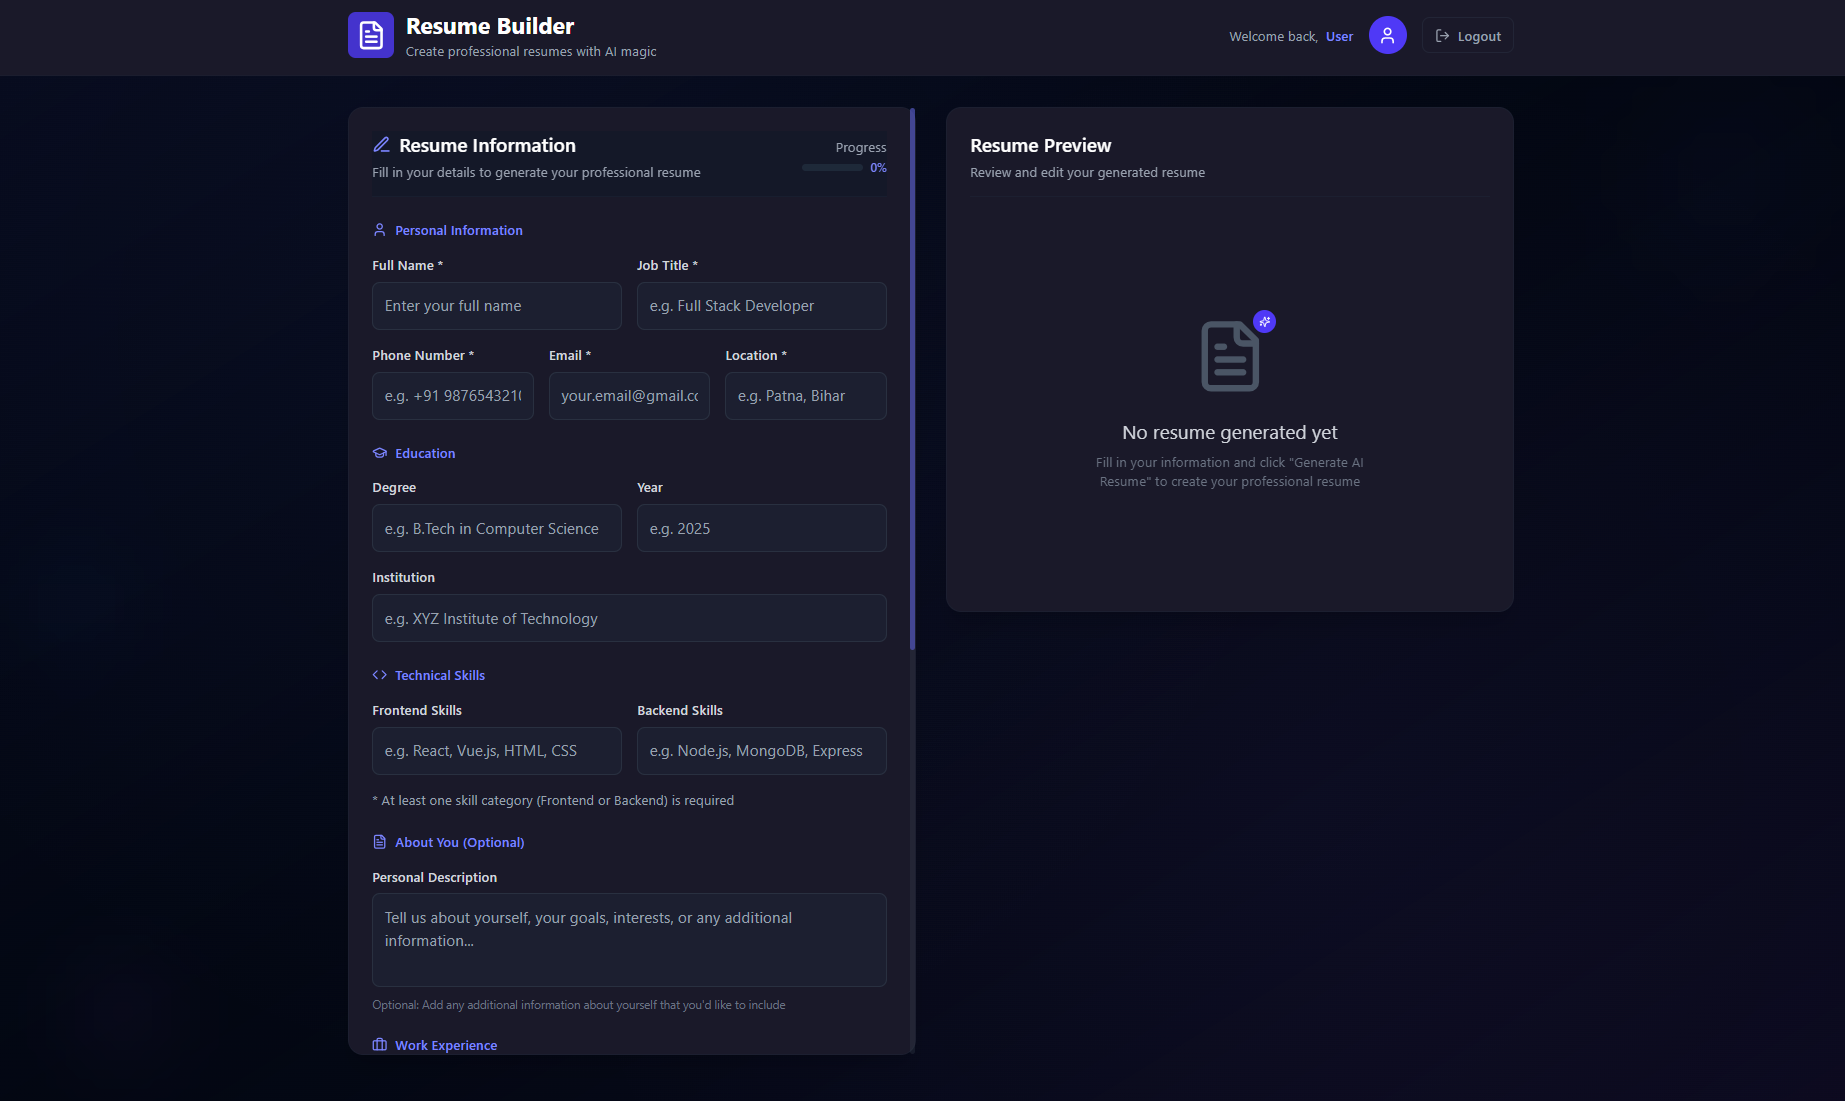 Resume Builder
Create professional resumes with AI magic
Welcome back, User
Logout
Resume Information
Fill in your details to generate your professional resume
Progress
0%
Personal Information
Full Name *
Job Title *
Enter your full name
e.g. Full Stack Developer
Phone Number *
Email *
Location *
e.g. +91 9876543210
your.email@gmail.co
e.g. Patna, Bihar
Education
Degree
Year
e.g. B.Tech in Computer Science
e.g. 2025
Institution
e.g. XYZ Institute of Technology
Technical Skills
Frontend Skills
Backend Skills
e.g. React, Vue.js, HTML, CSS
e.g. Node.js, MongoDB, Express
* At least one skill category (Frontend or Backend) is required
About You (Optional)
Personal Description
Tell us about yourself, your goals, interests, or any additional
information...
Optional: Add any additional information about yourself that you'd like to include
Work Experience
Resume Preview
Review and edit your generated resume
No resume generated yet
Fill in your information and click "Generate AI
Resume" to create your professional resume